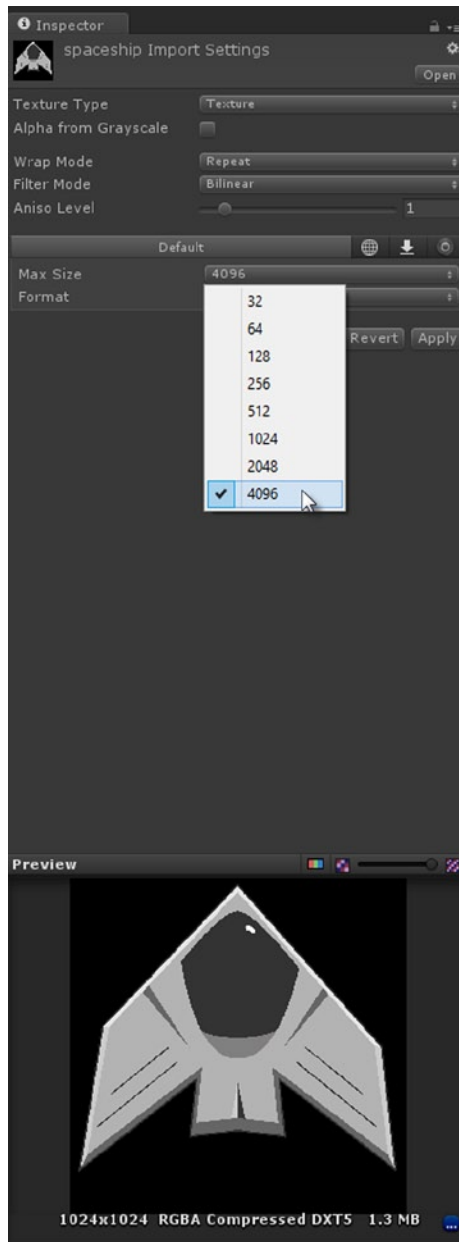 Inspector
spaceship Import Settings
Open
Texture Type Texture
Alpha from Grayscale
Wrap Mode Repeat
Filter Mode Bilinear
Aniso Level 1
Default
Max Size 4096
Format
32
64
128
256
512
1024
2048
4096
Revert Apply
Preview
1024x1024 RGBA Compressed DXT5 1.3 MB